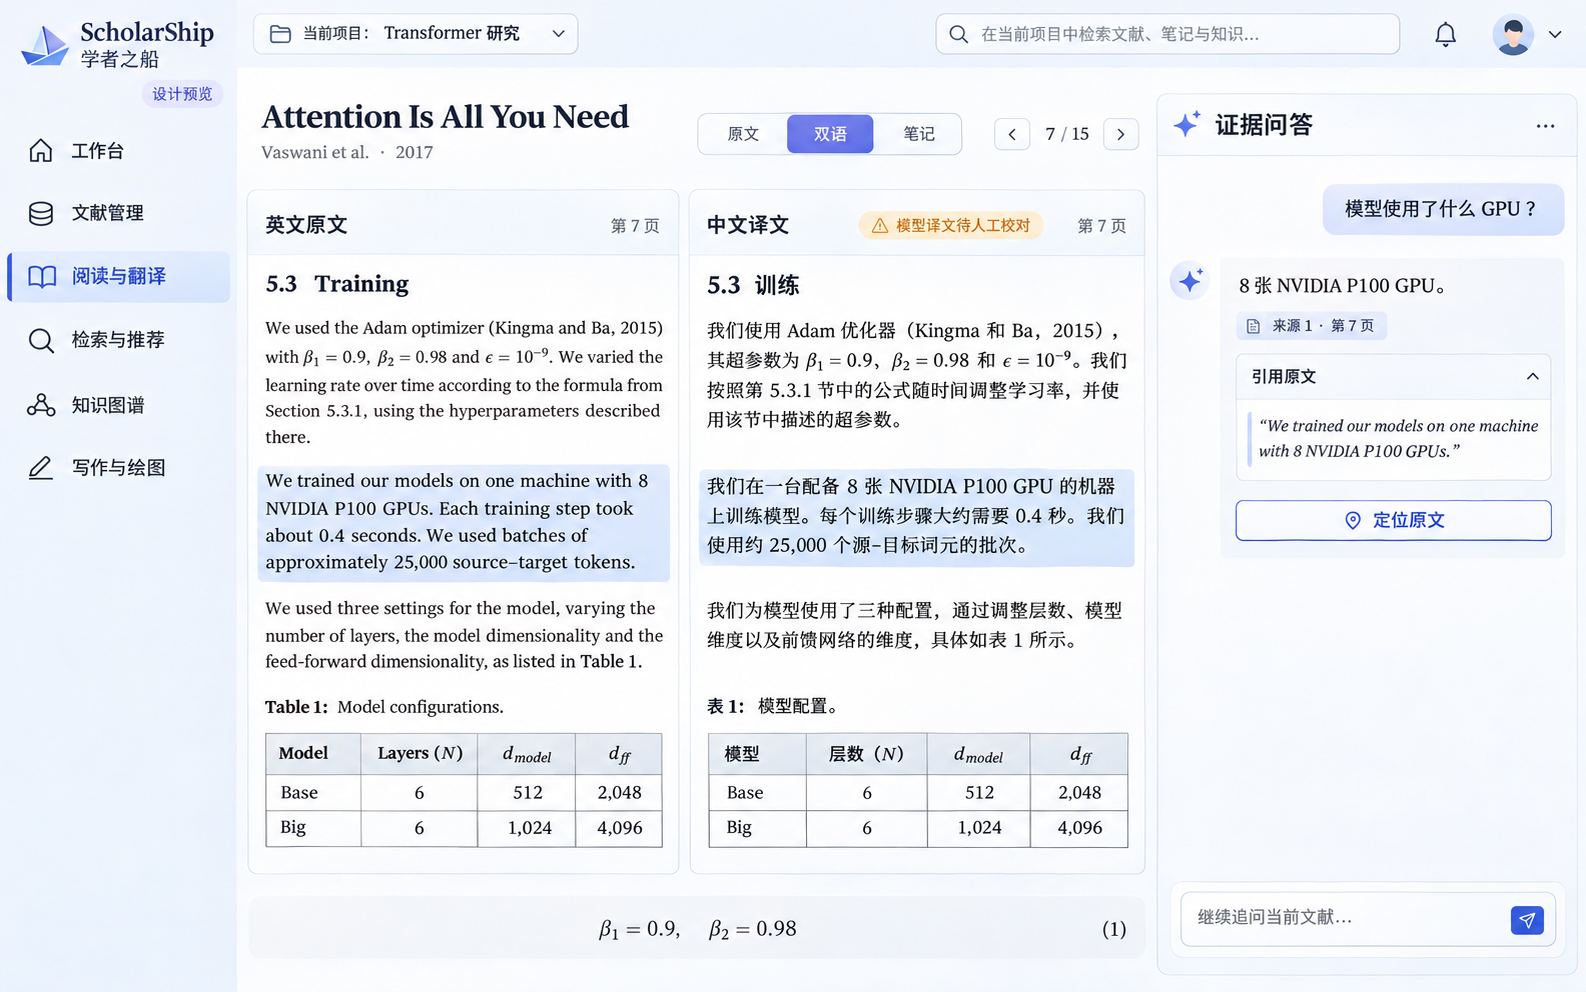 ScholarShip
学者之船
设计预览
工作台
文献管理
阅读与翻译
检索与推荐
知识图谱
写作与绘图
当前项目： Transformer 研究
在当前项目中检索文献、笔记与知识...
Attention Is All You Need
Vaswani et al. · 2017
原文 双语 笔记
7 / 15
英文原文 第 7 页
5.3 Training
We used the Adam optimizer (Kingma and Ba, 2015)
with β₁ = 0.9, β₂ = 0.98 and ϵ = 10⁻⁹. We varied the
learning rate over time according to the formula from
Section 5.3.1, using the hyperparameters described
there.
We trained our models on one machine with 8
NVIDIA P100 GPUs. Each training step took
about 0.4 seconds. We used batches of
approximately 25,000 source–target tokens.
We used three settings for the model, varying the
number of layers, the model dimensionality and the
feed-forward dimensionality, as listed in Table 1.
Table 1: Model configurations.
Model Layers (N) d_model d_ff
Base 6 512 2,048
Big 6 1,024 4,096
中文译文 模型译文待人工校对 第 7 页
5.3 训练
我们使用 Adam 优化器（Kingma 和 Ba，2015），
其超参数为 β₁ = 0.9，β₂ = 0.98 和 ϵ = 10⁻⁹。我们
按照第 5.3.1 节中的公式随时间调整学习率，并使
用该节中描述的超参数。
我们在一台配备 8 张 NVIDIA P100 GPU 的机器
上训练模型。每个训练步骤大约需要 0.4 秒。我们
使用约 25,000 个源–目标词元的批次。
我们为模型使用了三种配置，通过调整层数、模型
维度以及前馈网络的维度，具体如表 1 所示。
表 1： 模型配置。
模型 层数（N） d_model d_ff
Base 6 512 2,048
Big 6 1,024 4,096
β₁ = 0.9, β₂ = 0.98 (1)
证据问答
模型使用了什么 GPU？
8 张 NVIDIA P100 GPU。
来源 1 · 第 7 页
引用原文
“We trained our models on one machine
with 8 NVIDIA P100 GPUs.”
定位原文
继续追问当前文献...